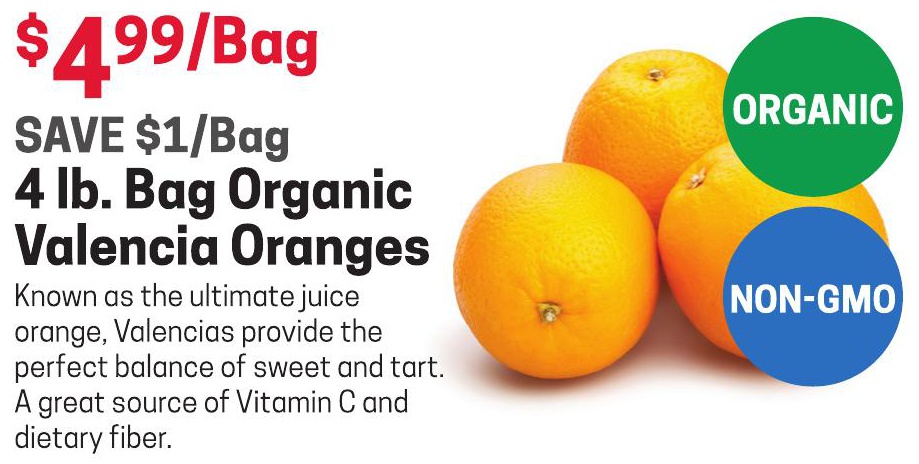 $4.99/Bag
SAVE $1/Bag
4 lb. Bag Organic
Valencia Oranges
Known as the ultimate juice
orange, Valencias provide the
perfect balance of sweet and tart.
A great source of Vitamin C and
dietary fiber.
ORGANIC
NON-GMO